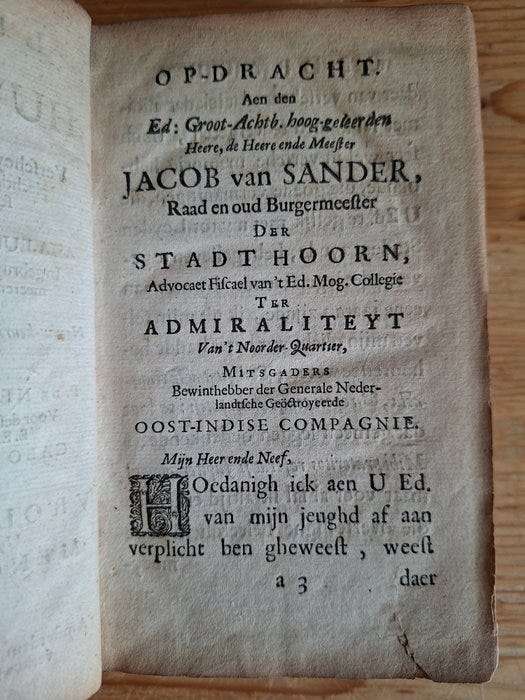 OP-DRACHT.
Aen den
Ed: Groot-Achtb. hoog-geleerden
Heere, de Heere ende Meester
JACOB van SANDER,
Raad en oud Burgermeester
DER
STADT HOORN,
Advocaet Fiscael van't Ed. Mog. Collegie
TER
ADMIRALITEYT
Van't Noorder-Quartier,
MITSGADERS
Bewinthebber der Generale Neder-
landtsche Geöctroyeerde
OOST-INDISE COMPAGNIE.
Mijn Heer ende Neef,
HOedanigh ick aen U Ed.
van mijn jeughd af aan
verplicht ben gheweest, weest
a 3 daer